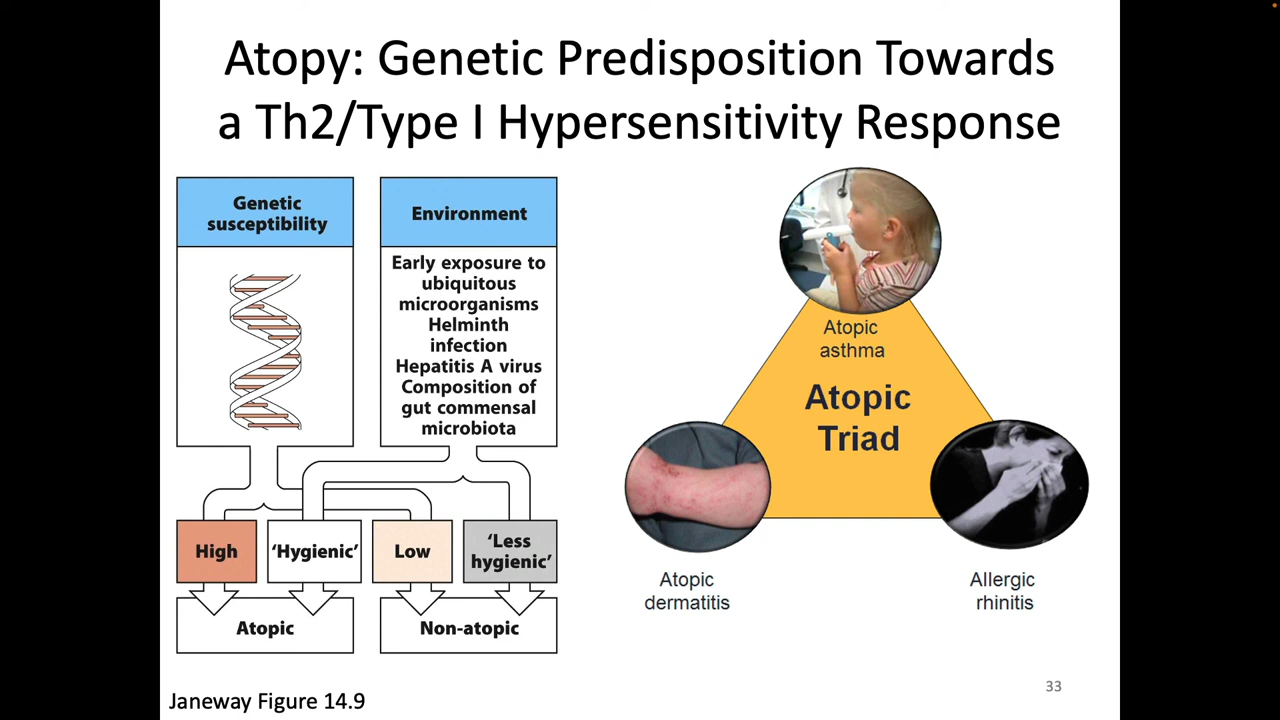 Atopy: Genetic Predisposition Towards
a Th2/Type I Hypersensitivity Response
Genetic
susceptibility
Environment
Early exposure to
ubiquitous
microorganisms
Helminth
infection
Hepatitis A virus
Composition of
gut commensal
microbiota
High
‘Hygienic’
Low
‘Less
hygienic’
Atopic
Non-atopic
Atopic
asthma
Atopic
Triad
Atopic
dermatitis
Allergic
rhinitis
Janeway Figure 14.9
33